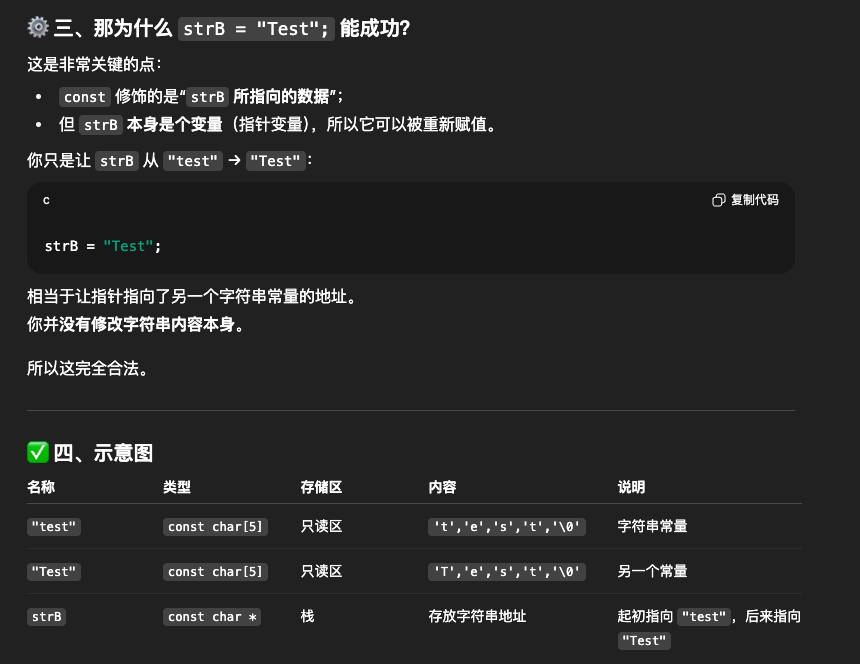 ⚙️ 三、那为什么 strB = "Test"; 能成功？
这是非常关键的点：
• const 修饰的是“strB 所指向的数据”；
• 但 strB 本身是个变量（指针变量），所以它可以被重新赋值。
你只是让 strB 从 "test" → "Test"：
c 复制代码
strB = "Test";
相当于让指针指向了另一个字符串常量的地址。
你并没有修改字符串内容本身。
所以这完全合法。
✅ 四、示意图
名称 类型 存储区 内容 说明
"test" const char[5] 只读区 't','e','s','t','\0' 字符串常量
"Test" const char[5] 只读区 'T','e','s','t','\0' 另一个常量
strB const char * 栈 存放字符串地址 起初指向 "test"，后来指向
"Test"